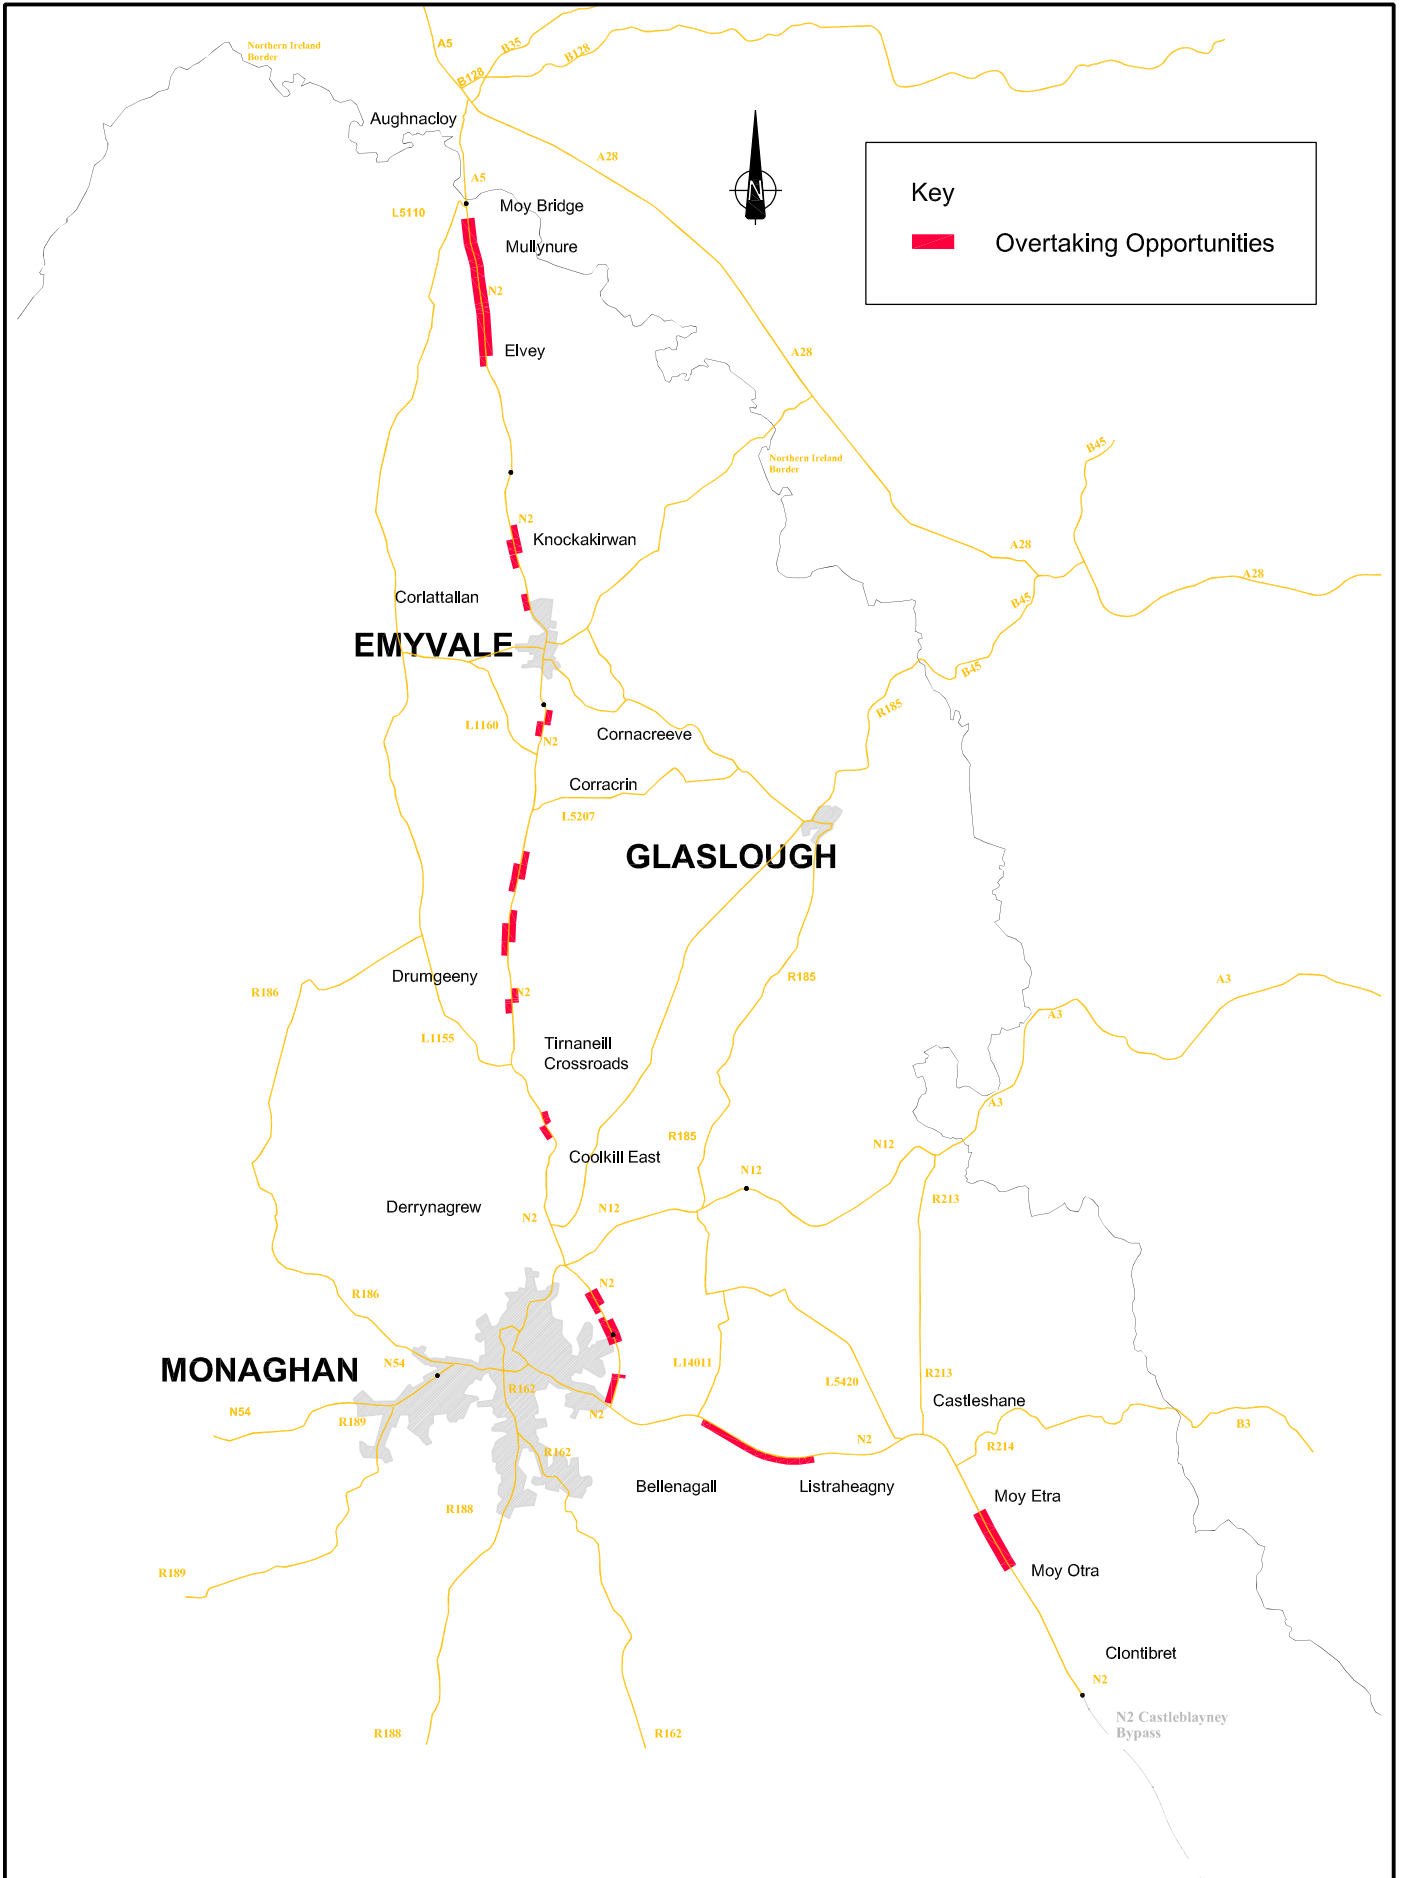 Northern Ireland
Border
A5
B35
B128
B128
Aughnacloy
A28
A5
N
Key
Overtaking Opportunities
L5110
Moy Bridge
Mullynure
N2
Elvey
A28
Northern Ireland
Border
B45
N2
Knockakirwan
A28
A28
Corlattallan
B45
EMYVALE
B45
R185
L1160
N2
Cornacreeve
Corracrin
L5207
GLASLOUGH
Drumgeeny
R185
A3
R186
N2
A3
L1155
Tirnaneill
Crossroads
A3
R185
N12
Coolkill East
N12
Derrynagrew
R213
N2
N12
N2
R186
MONAGHAN
N54
L14011
R213
L5420
R162
Castleshane
N54
R189
N2
B3
N2
R162
R214
Bellenagall
Listraheagny
Moy Etra
R188
R189
Moy Otra
Clontibret
N2
N2 Castleblayney
Bypass
R188
R162